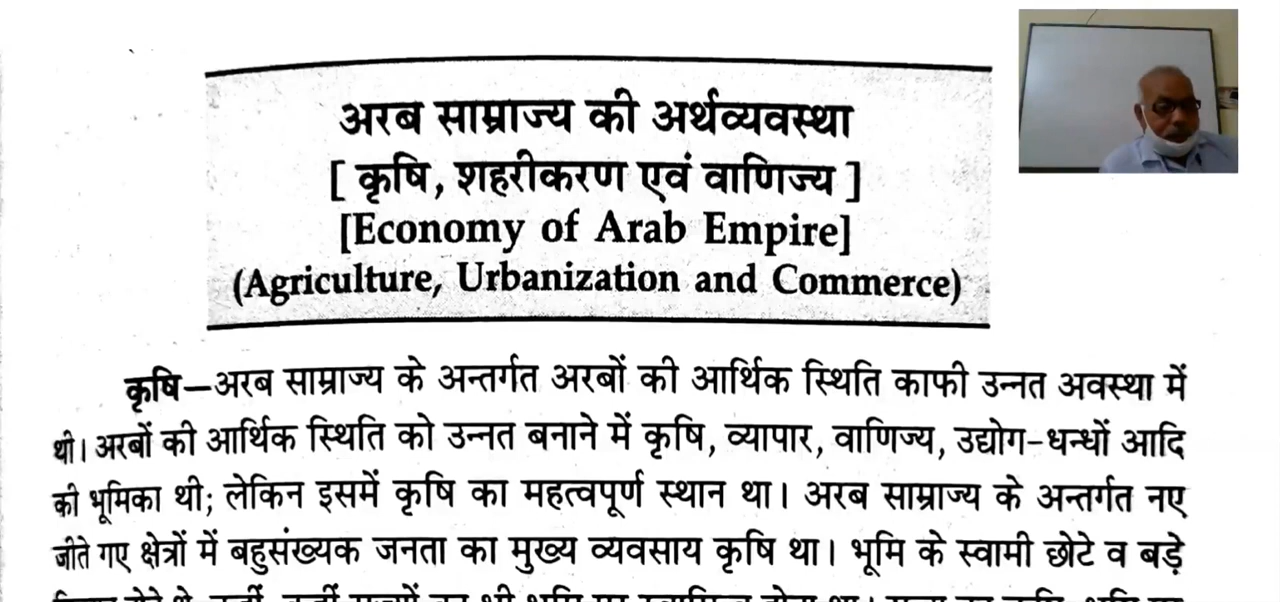 अरब साम्राज्य की अर्थव्यवस्था
[ कृषि, शहरीकरण एवं वाणिज्य ]
[Economy of Arab Empire]
(Agriculture, Urbanization and Commerce)
कृषि—अरब साम्राज्य के अन्तर्गत अरबों की आर्थिक स्थिति काफी उन्नत अवस्था में
थी। अरबों की आर्थिक स्थिति को उन्नत बनाने में कृषि, व्यापार, वाणिज्य, उद्योग-धन्धों आदि
की भूमिका थी; लेकिन इसमें कृषि का महत्वपूर्ण स्थान था। अरब साम्राज्य के अन्तर्गत नए
जीते गए क्षेत्रों में बहुसंख्यक जनता का मुख्य व्यवसाय कृषि था। भूमि के स्वामी छोटे व बड़े